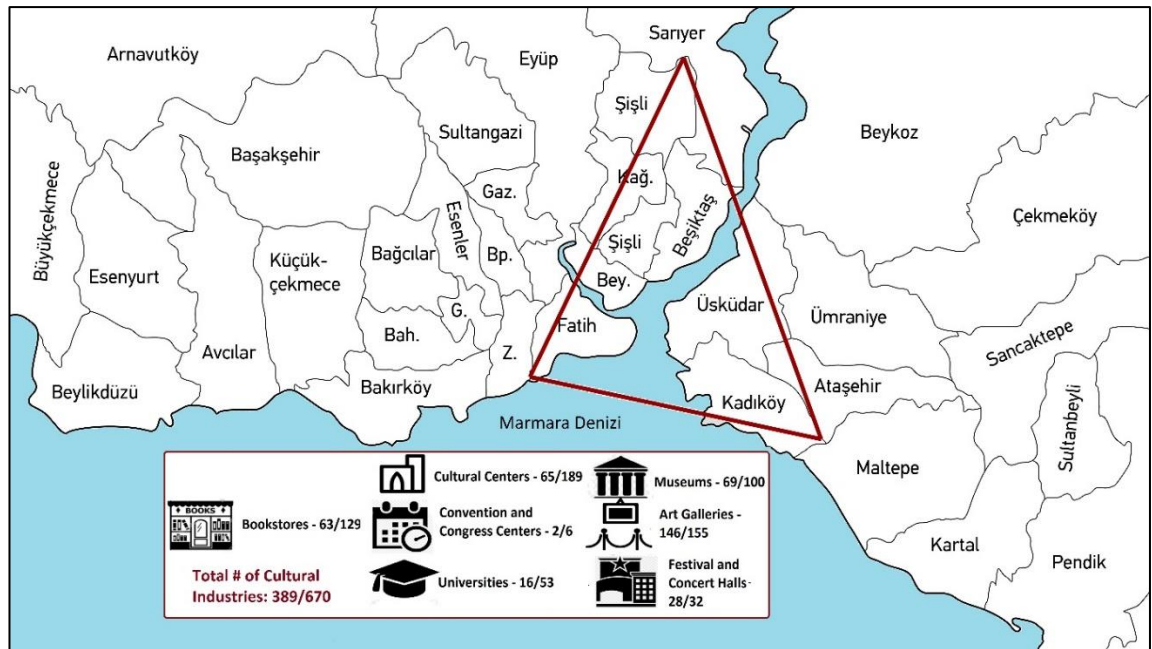 Sarıyer
Arnavutköy
Eyüp
Şişli
Beykoz
Sultangazi
Başakşehir
Kağ.
Gaz.
Büyükçekmece
Esenler
Beşiktaş
Çekmeköy
Bağcılar
Bp.
Şişli
Esenyurt
Küçük-
çekmece
Bey.
Üsküdar
Ümraniye
G.
Fatih
Bah.
Z.
Avcılar
Sancaktepe
Beylikdüzü
Bakırköy
Ataşehir
Kadıköy
Marmara Denizi
Sultanbeyli
Maltepe
Kartal
Pendik
BOOKS
Bookstores - 63/129
Total # of Cultural
Industries: 389/670
Cultural Centers - 65/189
Convention and
Congress Centers - 2/6
Universities - 16/53
Museums - 69/100
Art Galleries -
146/155
Festival and
Concert Halls-
28/32